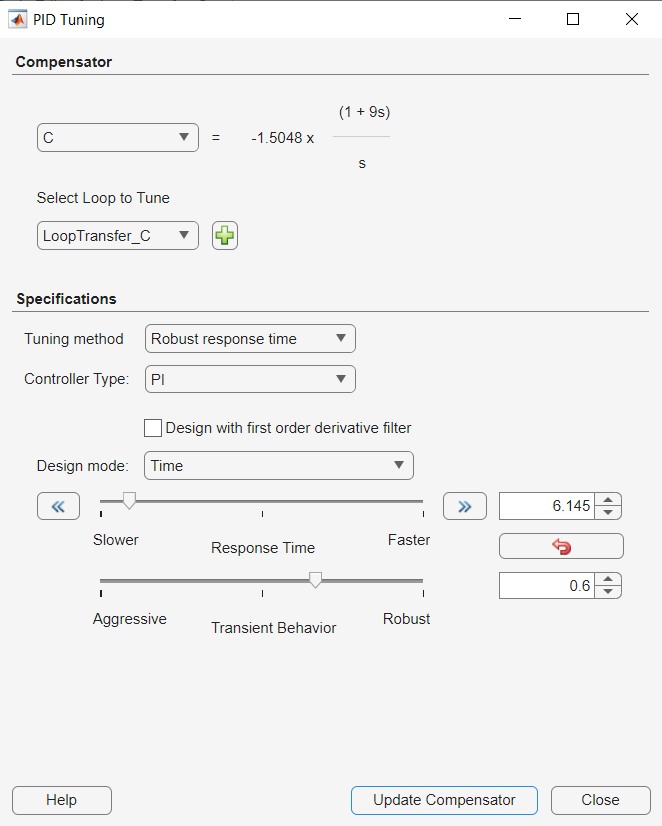 PID Tuning
Compensator
(1 + 9s)
C = -1.5048 x
s
Select Loop to Tune
LoopTransfer_C
Specifications
Tuning method Robust response time
Controller Type: PI
Design with first order derivative filter
Design mode: Time
6.145
Slower Response Time Faster
0.6
Aggressive Transient Behavior Robust
Help Update Compensator Close